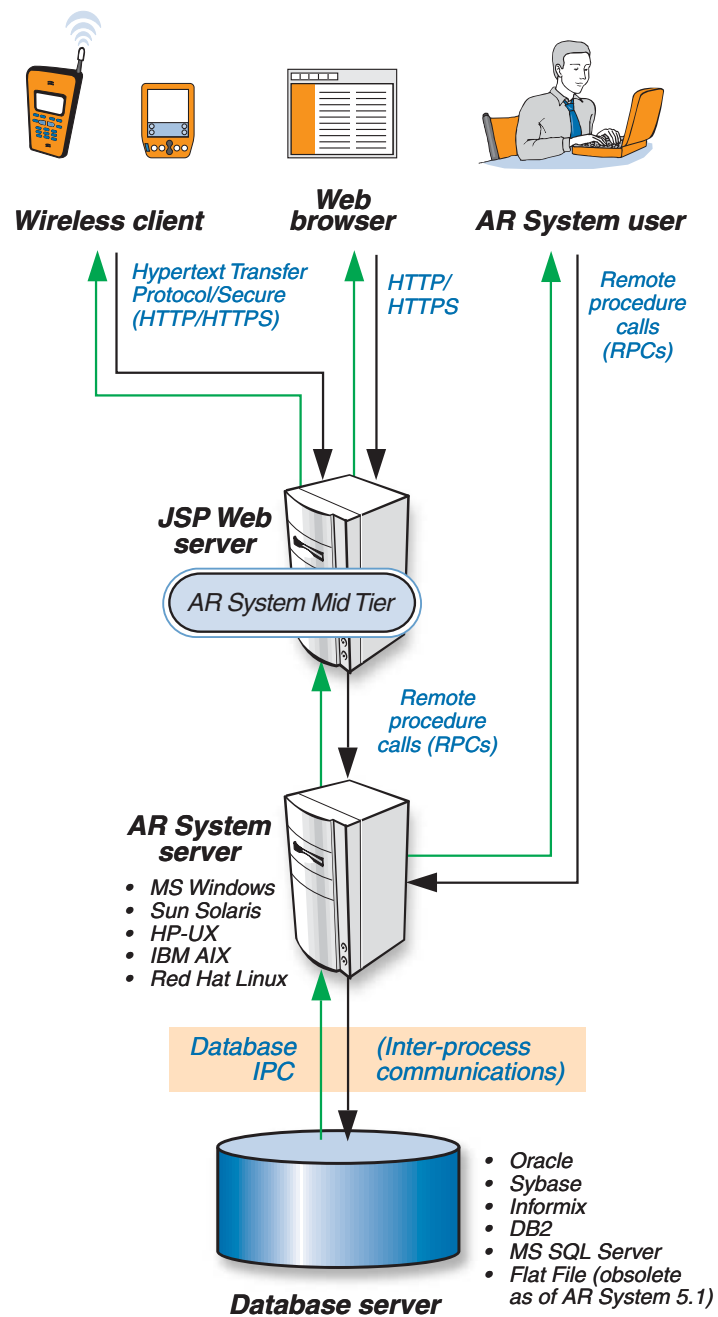 Wireless client
Web
browser
AR System user
Hypertext Transfer
Protocol/Secure
(HTTP/HTTPS)
HTTP/
HTTPS
Remote
procedure
calls
(RPCs)
JSP Web
server
AR System Mid Tier
Remote
procedure
calls (RPCs)
AR System
server
• MS Windows
• Sun Solaris
• HP-UX
• IBM AIX
• Red Hat Linux
Database
IPC
(Inter-process
communications)
• Oracle
• Sybase
• Informix
• DB2
• MS SQL Server
• Flat File (obsolete
as of AR System 5.1)
Database server